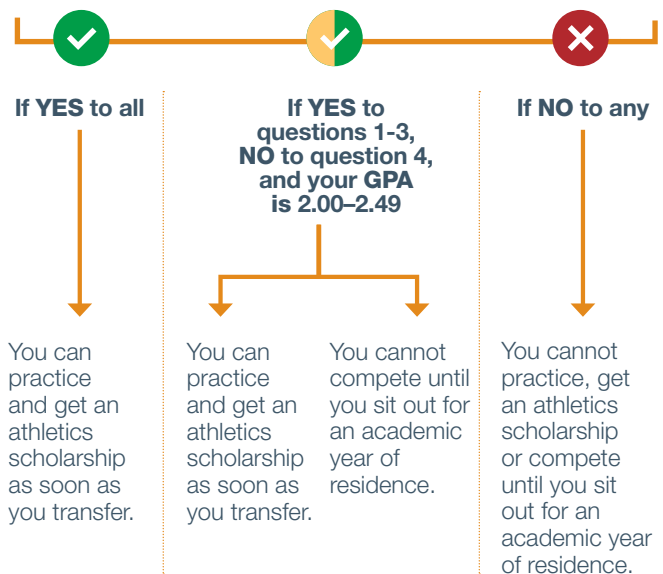 If YES to all
If YES to
questions 1-3,
NO to question 4,
and your GPA
is 2.00–2.49
If NO to any
You can
practice
and get an
athletics
scholarship
as soon as
you transfer.
You can
practice
and get an
athletics
scholarship
as soon as
you transfer.
You cannot
compete until
you sit out for
an academic
year of
residence.
You cannot
practice, get
an athletics
scholarship
or compete
until you sit
out for an
academic year
of residence.